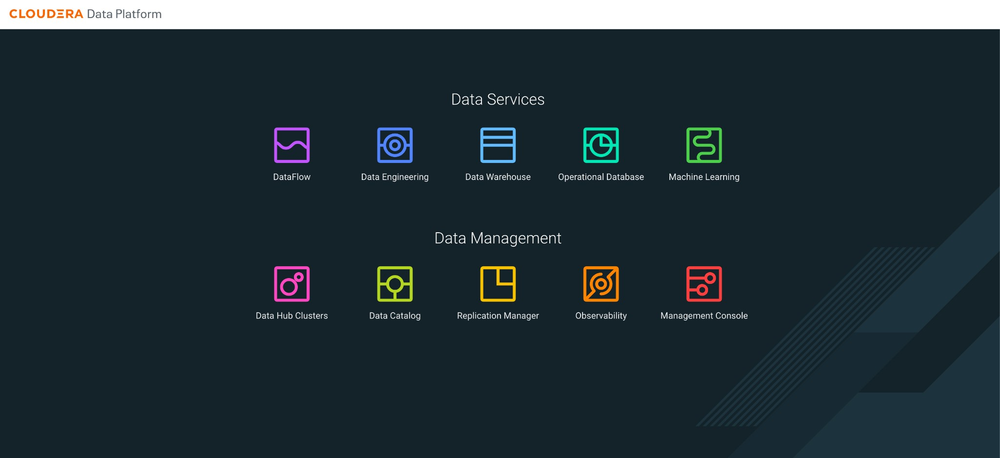 CLOUDERA Data Platform
Data Services
DataFlow
Data Engineering
Data Warehouse
Operational Database
Machine Learning
Data Management
Data Hub Clusters
Data Catalog
Replication Manager
Observability
Management Console